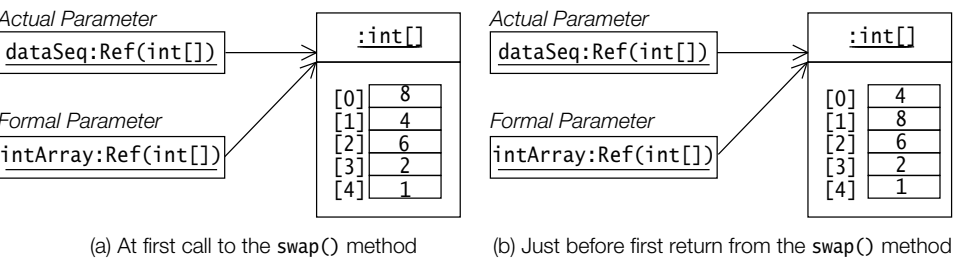 Actual Parameter
dataSeq:Ref(int[])
Formal Parameter
intArray:Ref(int[])
:int[]
[0] 8
[1] 4
[2] 6
[3] 2
[4] 1
(a) At first call to the swap() method
Actual Parameter
dataSeq:Ref(int[])
Formal Parameter
intArray:Ref(int[])
:int[]
[0] 4
[1] 8
[2] 6
[3] 2
[4] 1
(b) Just before first return from the swap() method